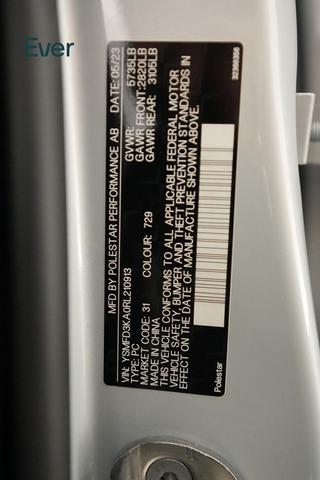 Ever
MFD BY POLESTAR PERFORMANCE AB DATE: 05/23
GVWR: 5735LB
GAWR FRONT: 2820LB
GAWR REAR: 3105LB
VIN: YSMFD3KA0RL210913
TYPE: PC
MARKET CODE: 31 COLOUR: 729
MADE IN CHINA
THIS VEHICLE CONFORMS TO ALL APPLICABLE FEDERAL MOTOR
VEHICLE SAFETY, BUMPER AND THEFT PREVENTION STANDARDS IN
EFFECT ON THE DATE OF MANUFACTURE SHOWN ABOVE.
Polestar
32366356